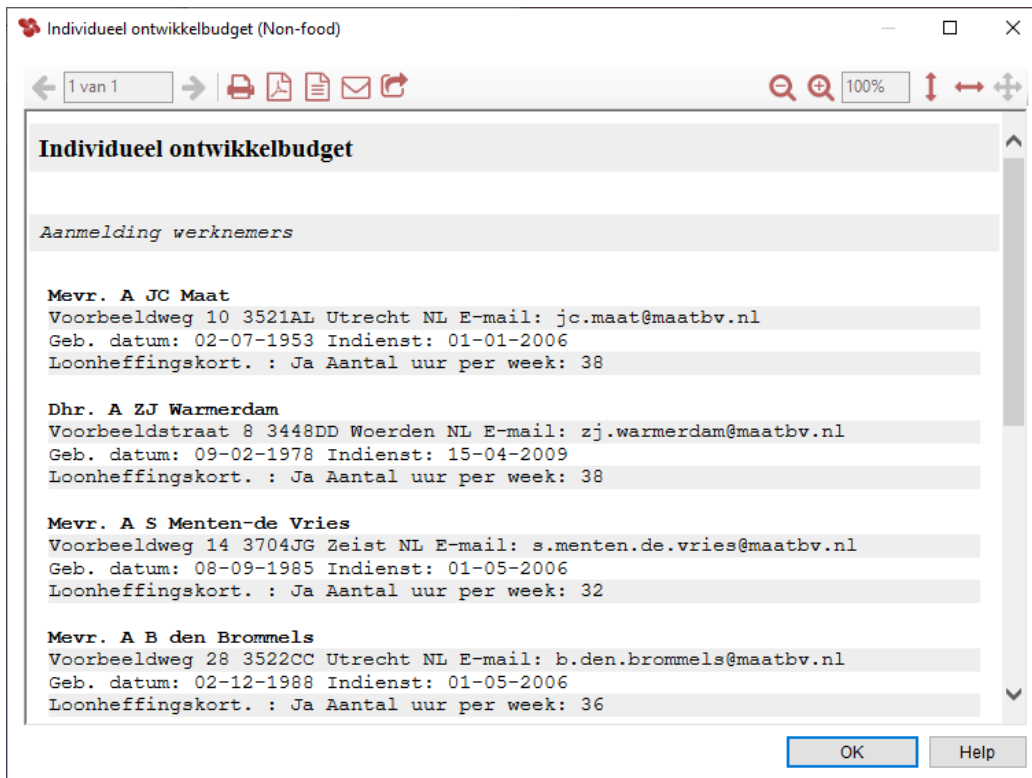 Individueel ontwikkelbudget (Non-food)
1 van 1
100%
Individueel ontwikkelbudget
Aanmelding werknemers
Mevr. A JC Maat
Voorbeeldweg 10 3521AL Utrecht NL E-mail: jc.maat@maatbv.nl
Geb. datum: 02-07-1953 Indienst: 01-01-2006
Loonheffingskort. : Ja Aantal uur per week: 38
Dhr. A ZJ Warmerdam
Voorbeeldstraat 8 3448DD Woerden NL E-mail: zj.warmerdam@maatbv.nl
Geb. datum: 09-02-1978 Indienst: 15-04-2009
Loonheffingskort. : Ja Aantal uur per week: 38
Mevr. A S Menten-de Vries
Voorbeeldweg 14 3704JG Zeist NL E-mail: s.menten.de.vries@maatbv.nl
Geb. datum: 08-09-1985 Indienst: 01-05-2006
Loonheffingskort. : Ja Aantal uur per week: 32
Mevr. A B den Brommels
Voorbeeldweg 28 3522CC Utrecht NL E-mail: b.den.brommels@maatbv.nl
Geb. datum: 02-12-1988 Indienst: 01-05-2006
Loonheffingskort. : Ja Aantal uur per week: 36
OK Help